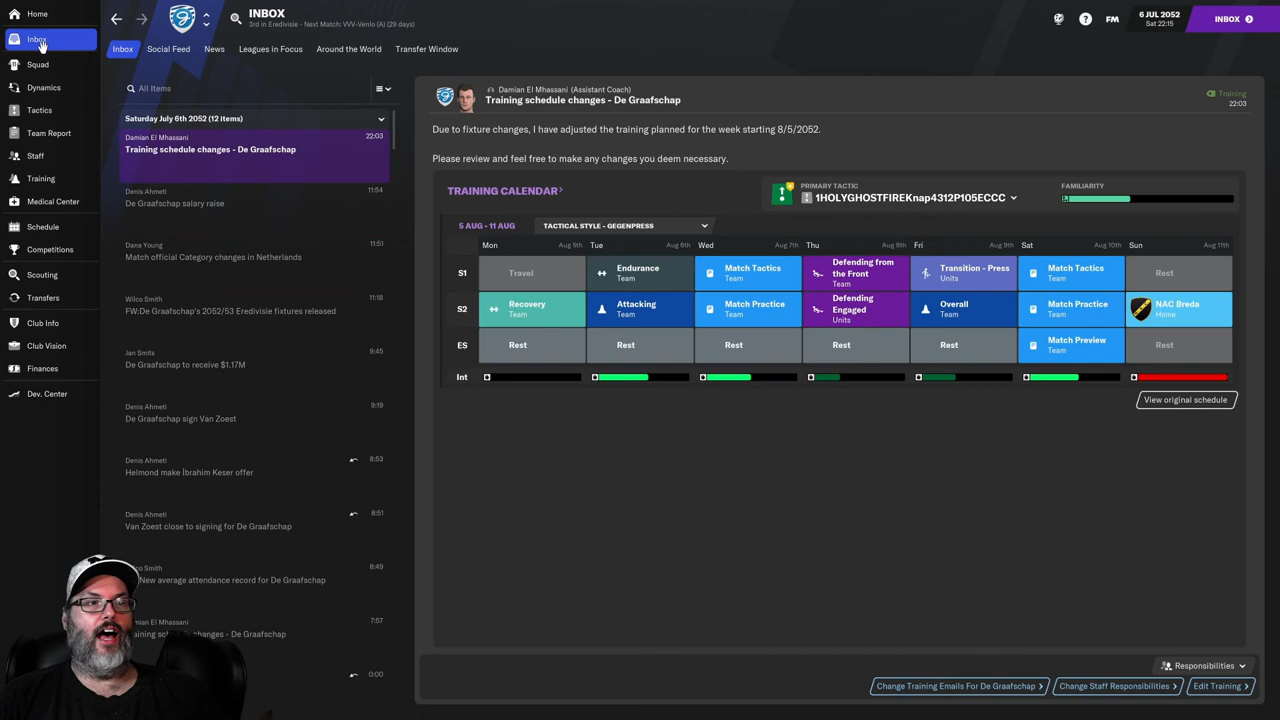 Home
Inbox
Squad
Dynamics
Tactics
Team Report
Staff
Training
Medical Center
Schedule
Competitions
Scouting
Transfers
Club Info
Club Vision
Finances
Dev. Center
INBOX
3rd in Eredivisie - Next Match: VVV-Venlo (A) (29 days)
FM
6 JUL 2052
SAT 22:15
INBOX
Inbox
Social Feed
News
Leagues in Focus
Around the World
Transfer Window
All Items
Saturday July 6th 2052 (12 items)
Damian El Mhassani 22:03
Training schedule changes - De Graafschap
Denis Ahmeti 11:54
De Graafschap salary raise
Dana Young 11:51
Match official Category changes in Netherlands
Wilco Smith 11:18
FW:De Graafschap's 2052/53 Eredivisie fixtures released
Jan Smits 9:45
De Graafschap to receive $1.17M
Denis Ahmeti 9:19
De Graafschap sign Van Zoest
Denis Ahmeti 8:53
Helmond make İbrahim Keser offer
Denis Ahmeti 8:51
Van Zoest close to signing for De Graafschap
Smith 8:49
New average attendance record for De Graafschap
El Mhassani 7:57
changes - De Graafschap
0:00
Damian El Mhassani (Assistant Coach)
Training schedule changes - De Graafschap
Training
22:03
Due to fixture changes, I have adjusted the training planned for the week starting 8/5/2052.
Please review and feel free to make any changes you deem necessary.
TRAINING CALENDAR
PRIMARY TACTIC
1HOLYGHOSTFIREKnap4312P105ECCC
FAMILIARITY
5 AUG - 11 AUG
TACTICAL STYLE - GEGENPRESS
Mon Aug 5th Tue Aug 6th Wed Aug 7th Thu Aug 8th Fri Aug 9th Sat Aug 10th Sun Aug 11th
S1
Travel
Endurance
Team
Match Tactics
Team
Defending from
the Front
Team
Transition - Press
Units
Match Tactics
Team
Rest
S2
Recovery
Team
Attacking
Team
Match Practice
Team
Defending
Engaged
Units
Overall
Team
Match Practice
Team
NAC Breda
Home
ES
Rest
Rest
Rest
Rest
Rest
Match Preview
Team
Rest
Int
View original schedule
Responsibilities
Change Training Emails For De Graafschap
Change Staff Responsibilities
Edit Training